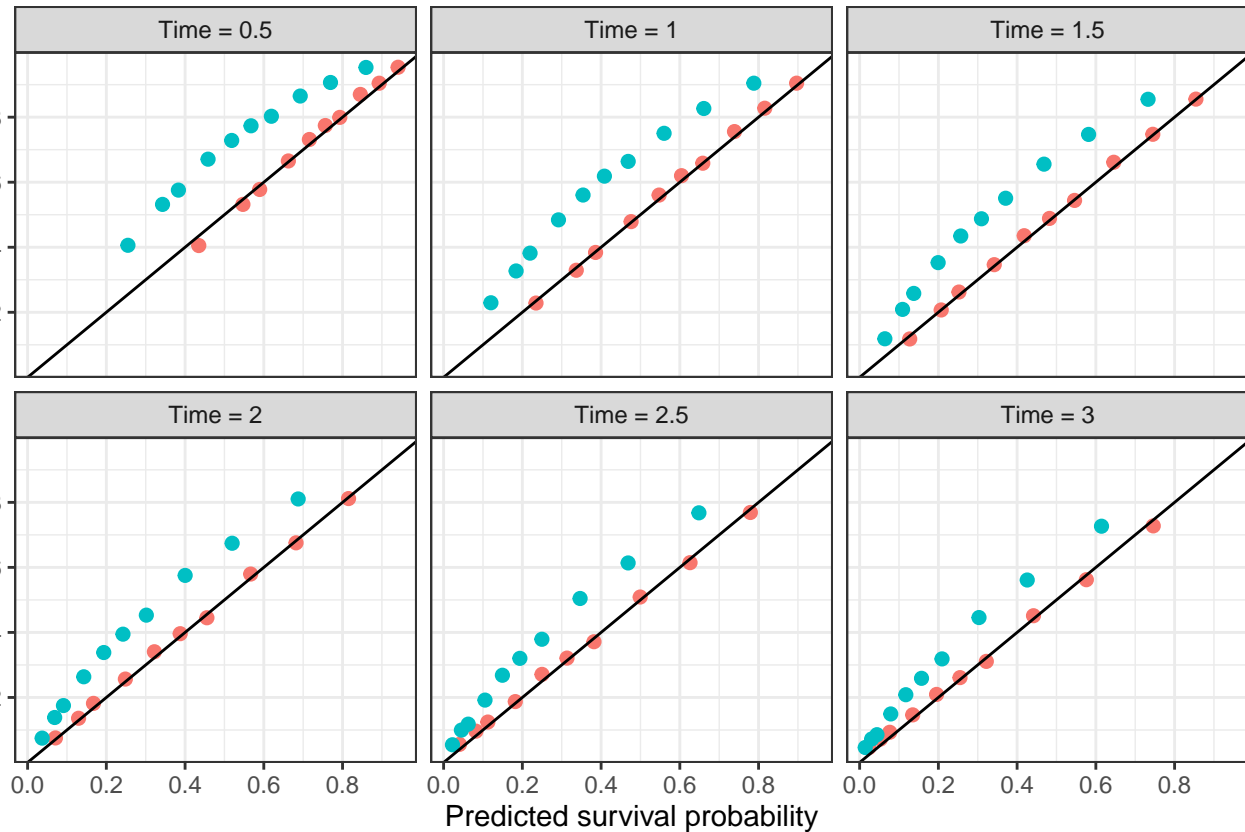 Time = 0.5
Time = 1
Time = 1.5
Time = 2
Time = 2.5
Time = 3
0.0 0.2 0.4 0.6 0.8 0.0 0.2 0.4 0.6 0.8 0.0 0.2 0.4 0.6 0.8
Predicted survival probability